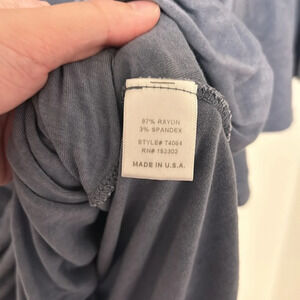 97% RAYON
3% SPANDEX
STYLE# T4064
RN# 152303
MADE IN U.S.A.